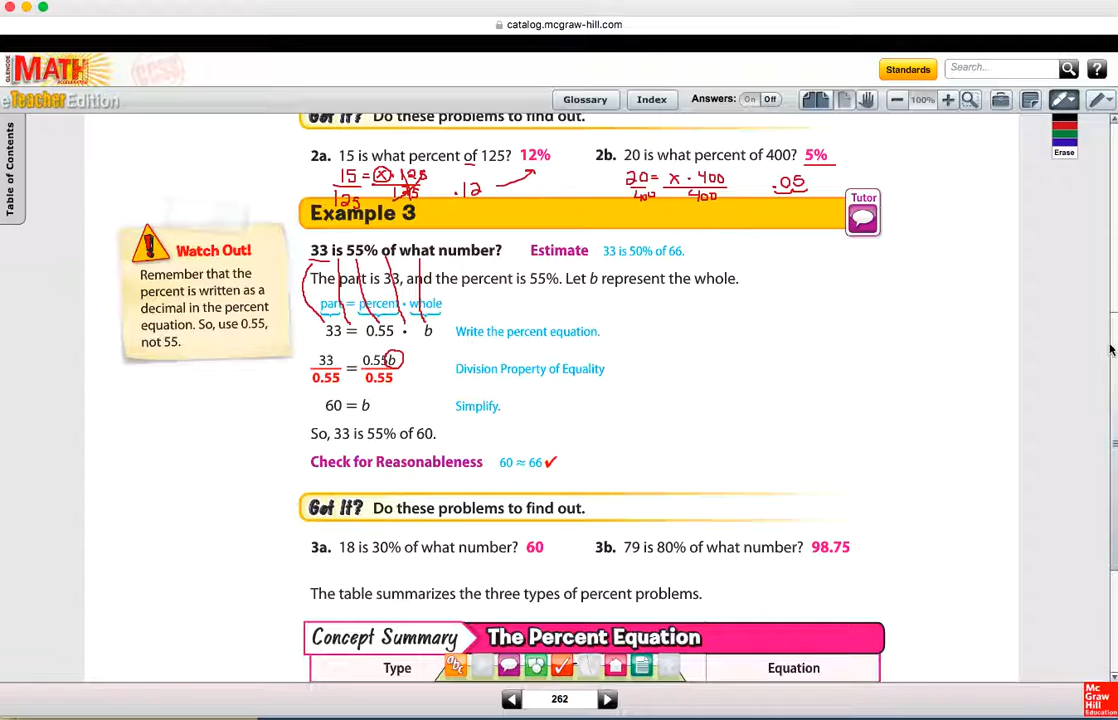 catalog.mcgraw-hill.com
GLENCOE MATH
eTeacherEdition
Standards
Search...
?
Glossary
Index
Answers: On Off
100%
Erase
Table of Contents
Got It? Do these problems to find out.
2a. 15 is what percent of 125? 12%
2b. 20 is what percent of 400? 5%
15 = x · 125
125 125
.12
20 = x · 400
400 400
.05
Example 3
Tutor
33 is 55% of what number?
Estimate 33 is 50% of 66.
Watch Out!
Remember that the
percent is written as a
decimal in the percent
equation. So, use 0.55,
not 55.
The part is 33, and the percent is 55%. Let b represent the whole.
part = percent · whole
33 = 0.55 · b Write the percent equation.
33 = 0.55b Division Property of Equality
0.55 0.55
60 = b Simplify.
So, 33 is 55% of 60.
Check for Reasonableness 60 ≈ 66 ✓
Got It? Do these problems to find out.
3a. 18 is 30% of what number? 60
3b. 79 is 80% of what number? 98.75
The table summarizes the three types of percent problems.
Concept Summary The Percent Equation
Type
abc
Equation
262
Mc
Graw
Hill
Education